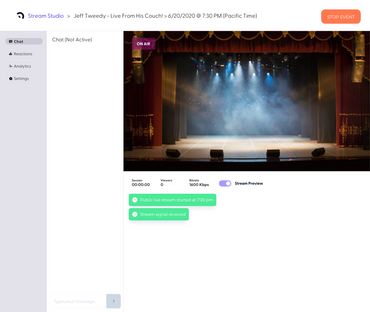 Stream Studio > Jeff Tweedy - Live From His Couch! > 6/20/2020 @ 7:30 PM (Pacific Time)
STOP EVENT
Chat
Reactions
Analytics
Settings
Chat (Not Active)
ON AIR
Session
00:00:00
Viewers
0
Bitrate
1600 Kbps
Stream Preview
Public live stream started at 7:30 pm
Stream signal received
Type your message